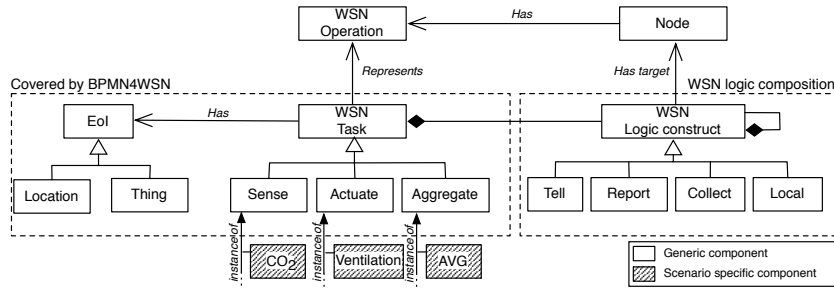 WSN
Operation
Has
Node
Represents
Has target
Covered by BPMN4WSN
WSN logic composition
EoI
Has
WSN
Task
WSN
Logic construct
Location
Thing
Sense
Actuate
Aggregate
Tell
Report
Collect
Local
instance of
CO2
instance of
Ventilation
instance of
AVG
Generic component
Scenario specific component